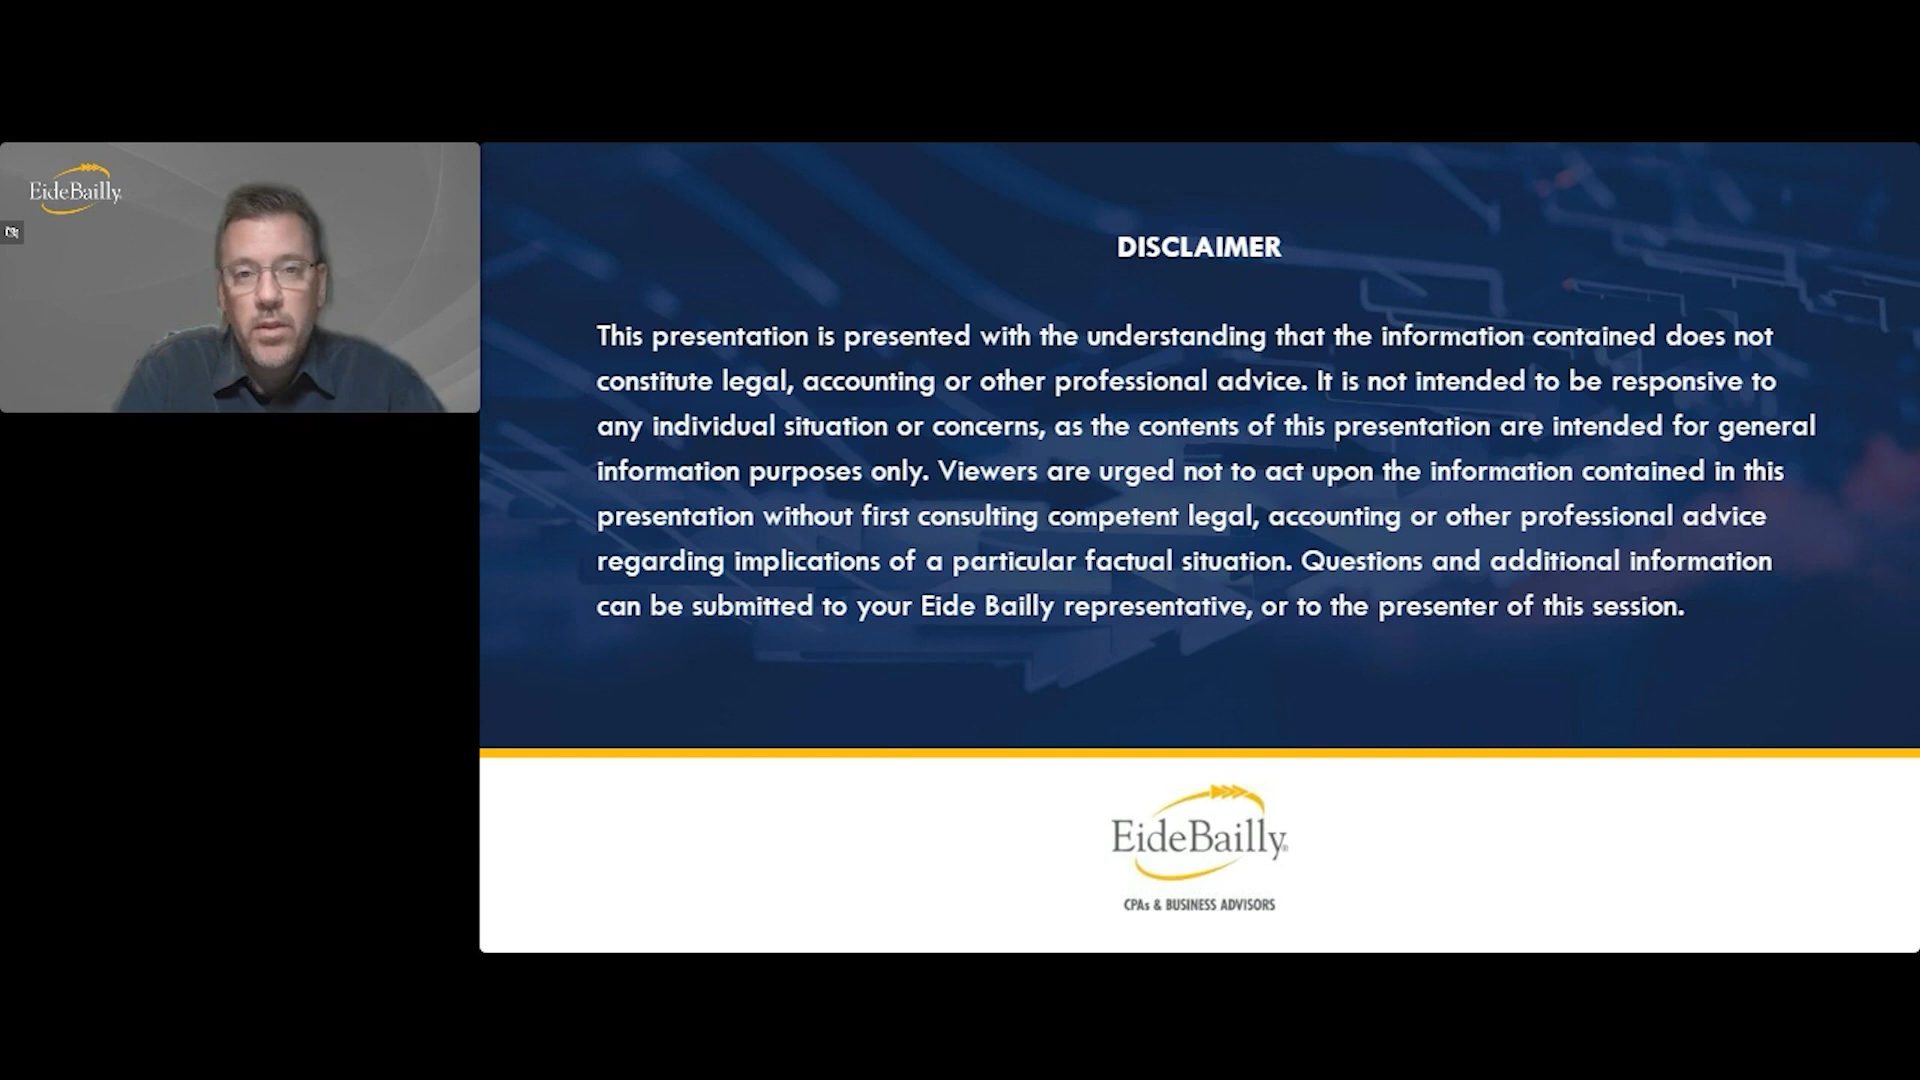 EideBailly
DISCLAIMER
This presentation is presented with the understanding that the information contained does not
constitute legal, accounting or other professional advice. It is not intended to be responsive to
any individual situation or concerns, as the contents of this presentation are intended for general
information purposes only. Viewers are urged not to act upon the information contained in this
presentation without first consulting competent legal, accounting or other professional advice
regarding implications of a particular factual situation. Questions and additional information
can be submitted to your Eide Bailly representative, or to the presenter of this session.
EideBailly®
CPAs & BUSINESS ADVISORS